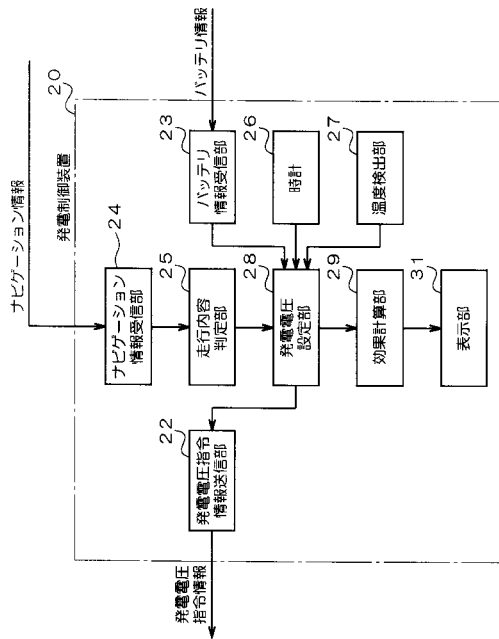 ナビゲーション情報
20
発電制御装置
24
ナビゲーション
情報受信部
23
バッテリ
情報受信部
バッテリ情報
25
走行内容
判定部
26
時計
22
発電電圧指令
情報送信部
28
発電電圧
設定部
27
温度検出部
発電電圧
指令情報
29
効果計算部
31
表示部